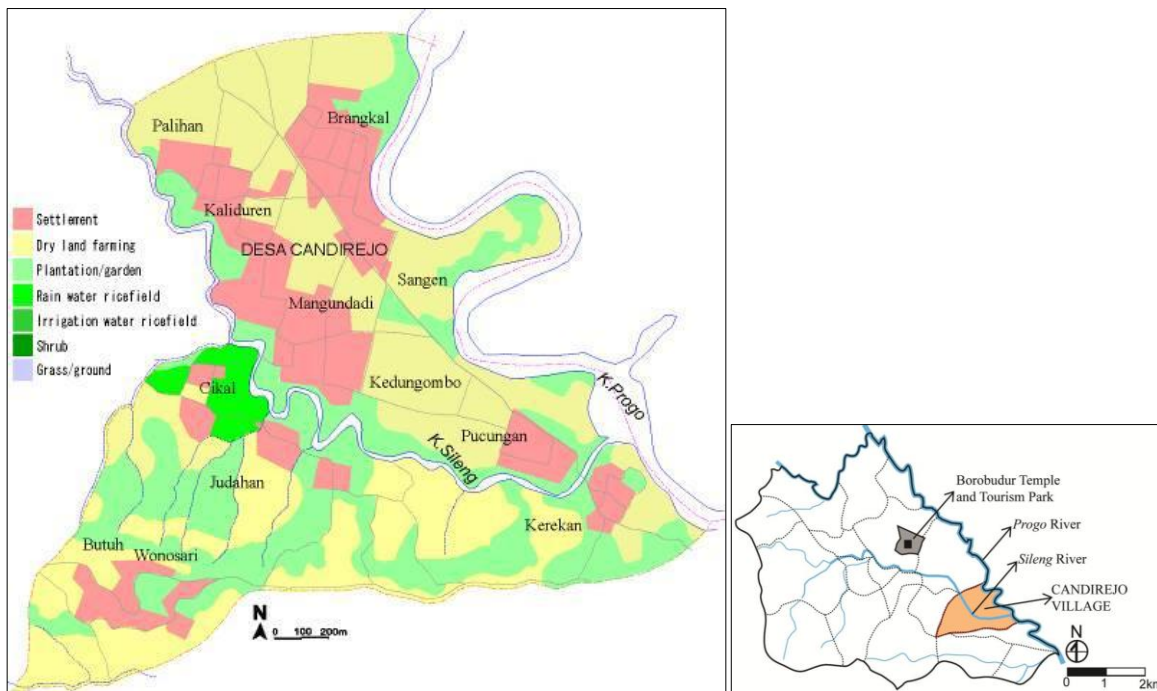 Palihan
Brangkal
Kaliduren
DESA CANDIREJO
Sangen
Mangundadi
Cikal
Kedungombo
K.Progo
Pucungan
K.Sileng
Judahan
Kerekan
Butuh
Wonosari
Settlement
Dry land farming
Plantation/garden
Rain water ricefield
Irrigation water ricefield
Shrub
Grass/ground
N
0 100 200m
Borobudur Temple
and Tourism Park
Progo River
Sileng River
CANDIREJO
VILLAGE
N
0 1 2km